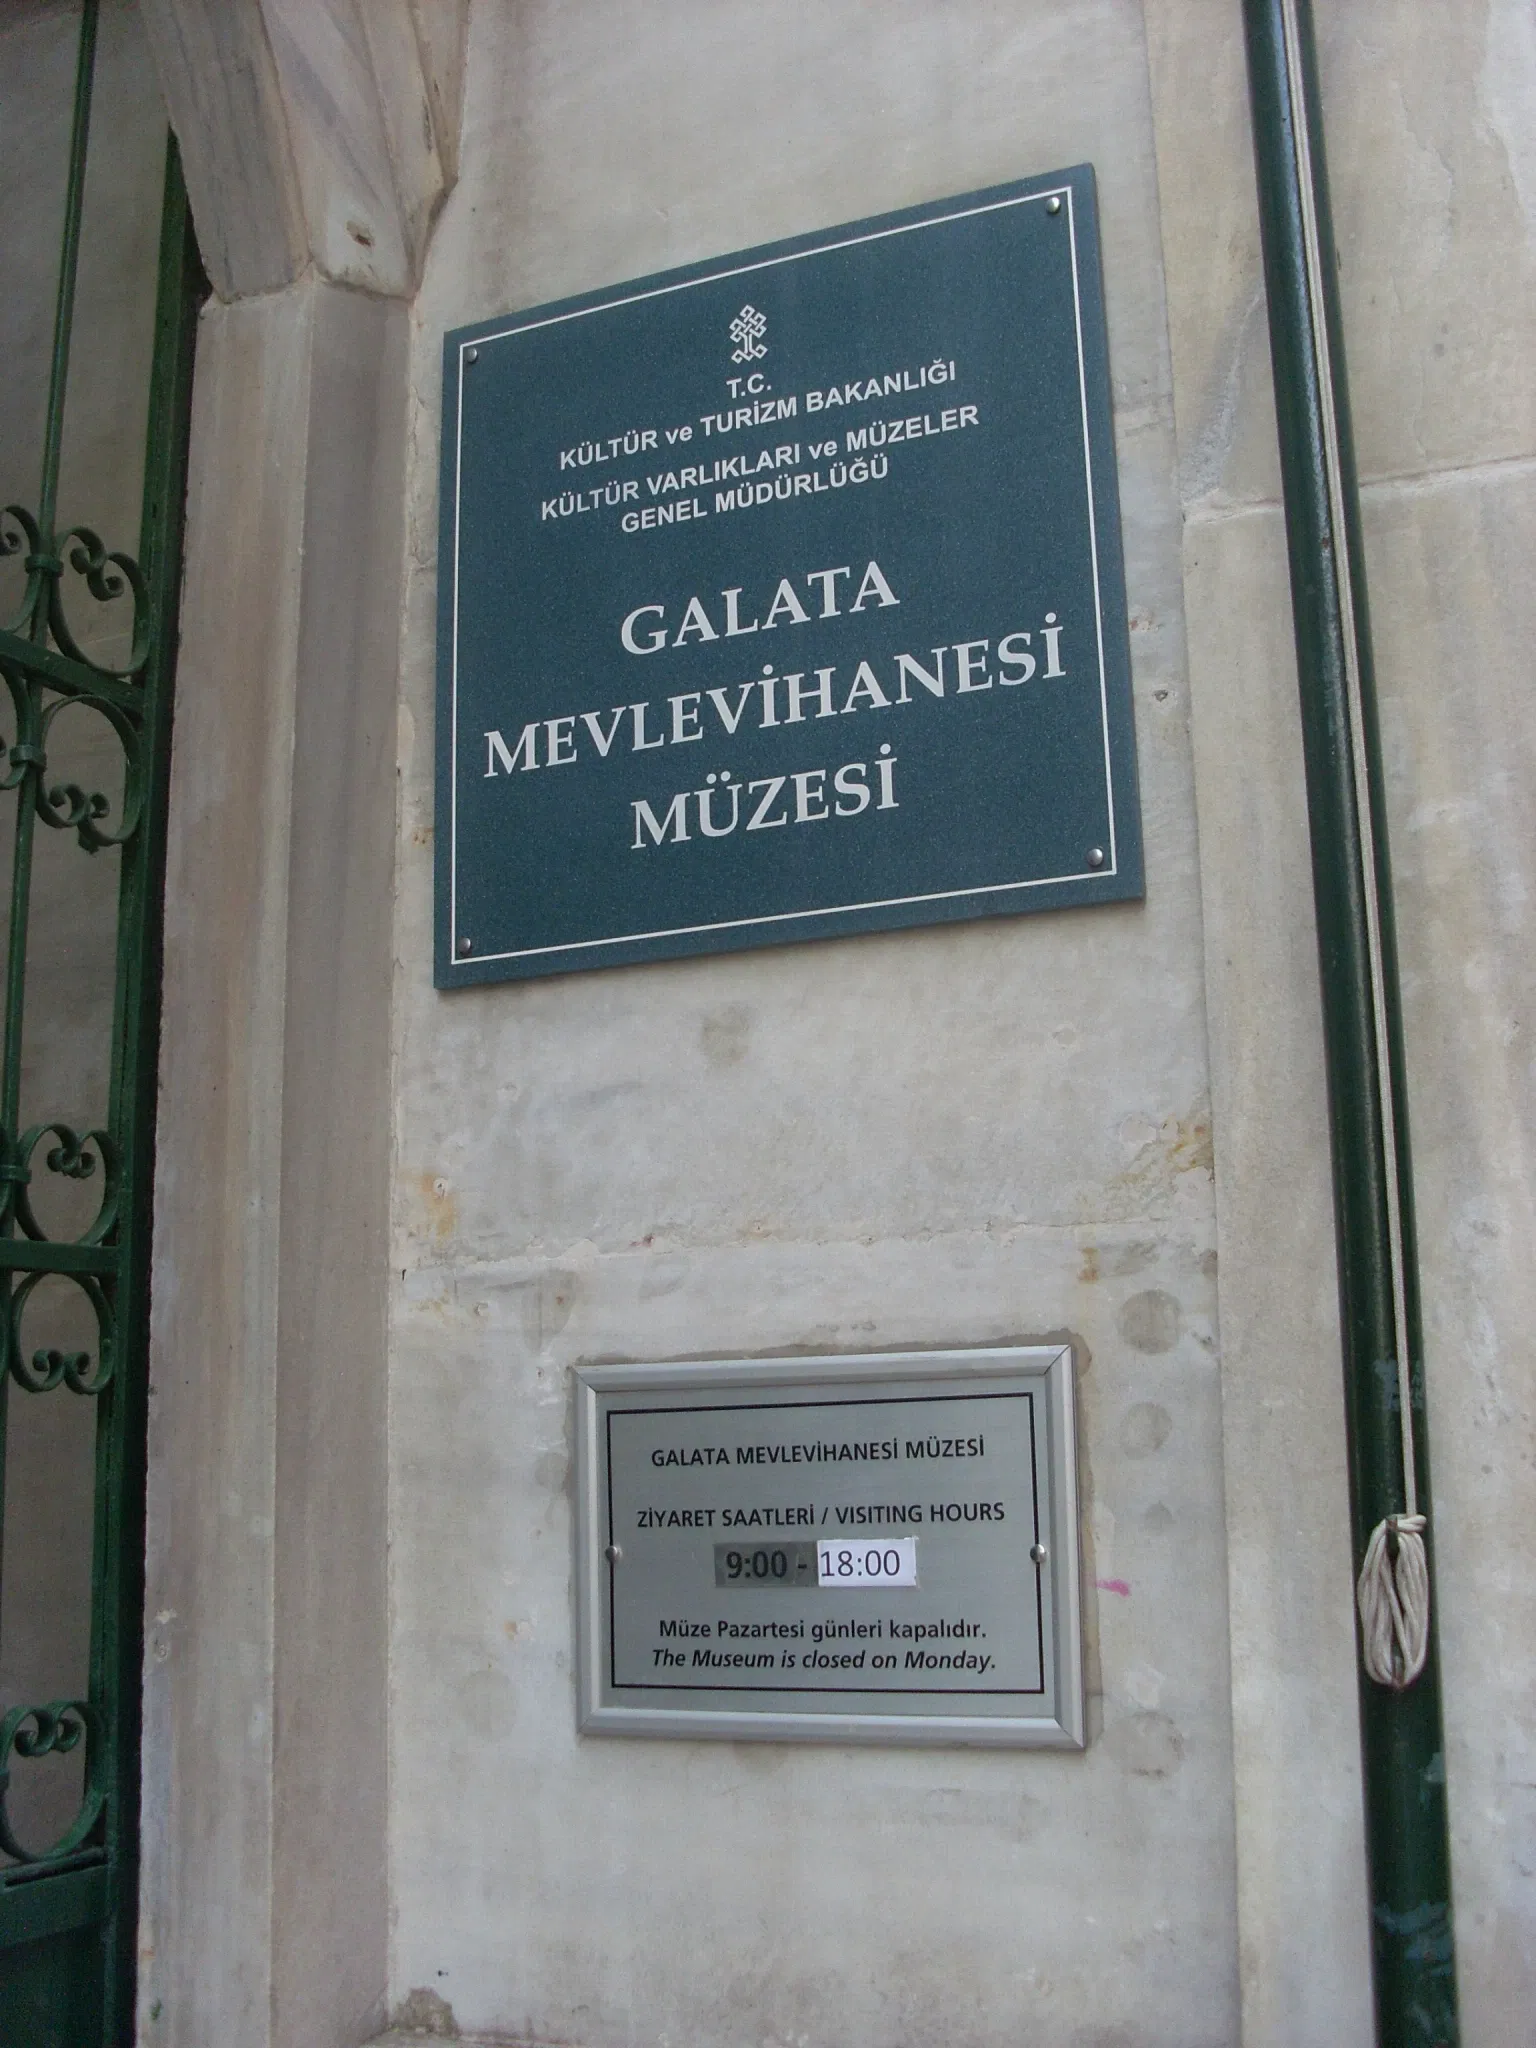 T.C.
KÜLTÜR ve TURİZM BAKANLIĞI
KÜLTÜR VARLIKLARI ve MÜZELER
GENEL MÜDÜRLÜĞÜ
GALATA
MEVLEVİHANESİ
MÜZESİ
GALATA MEVLEVİHANESİ MÜZESİ
ZİYARET SAATLERİ / VISITING HOURS
9:00 - 18:00
Müze Pazartesi günleri kapalıdır.
The Museum is closed on Monday.